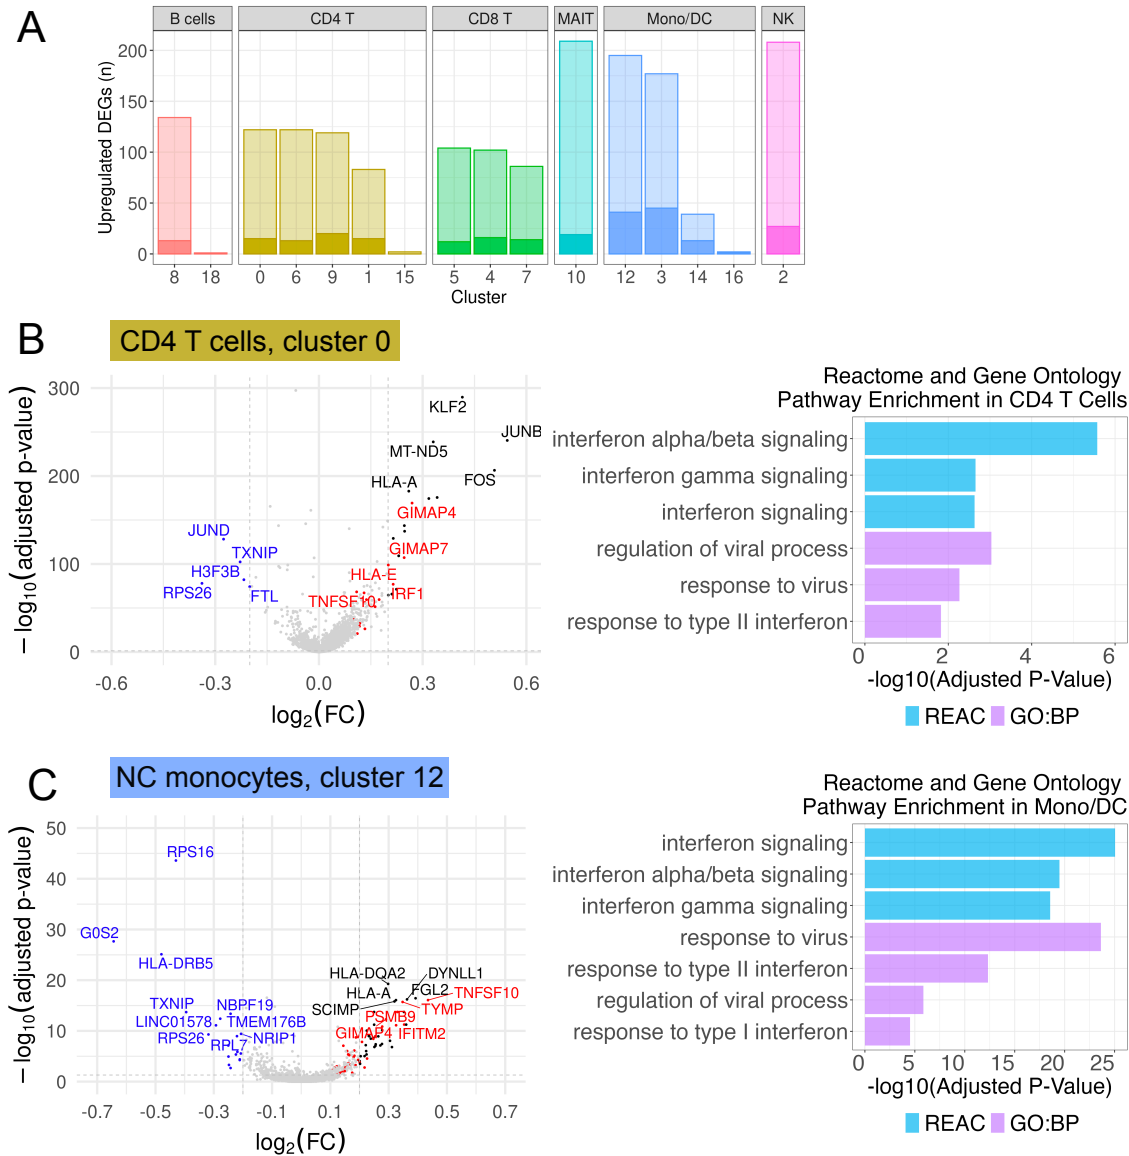 A
B cells
CD4 T
CD8 T
MAIT
Mono/DC
NK
Upregulated DEGs (n)
200
150
100
50
0
8 18
0 6 9 1 15
5 4 7
10
12 3 14 16
2
Cluster
B
CD4 T cells, cluster 0
− log10(adjusted p-value)
300
200
100
0
KLF2
JUNB
MT-ND5
FOS
HLA-A
GIMAP4
JUND
TXNIP
GIMAP7
H3F3B
HLA-E
RPS26
FTL
TNFSF10
IRF1
-0.6 -0.3 0.0 0.3 0.6
log2(FC)
Reactome and Gene Ontology
Pathway Enrichment in CD4 T Cells
interferon alpha/beta signaling
interferon gamma signaling
interferon signaling
regulation of viral process
response to virus
response to type II interferon
0 2 4 6
-log10(Adjusted P-Value)
REAC GO:BP
C
NC monocytes, cluster 12
− log10(adjusted p-value)
50
40
30
20
10
0
RPS16
G0S2
HLA-DRB5
HLA-DQA2
DYNLL1
HLA-A
FGL2
TNFSF10
TXNIP
NBPF19
SCIMP
TYMP
LINC01578
TMEM176B
PSMB9
RPS26
NRIP1
GIMAP4
IFITM2
RPL7
-0.7 -0.5 -0.3 -0.1 0.1 0.3 0.5 0.7
log2(FC)
Reactome and Gene Ontology
Pathway Enrichment in Mono/DC
interferon signaling
interferon alpha/beta signaling
interferon gamma signaling
response to virus
response to type II interferon
regulation of viral process
response to type I interferon
0 5 10 15 20 25
-log10(Adjusted P-Value)
REAC GO:BP